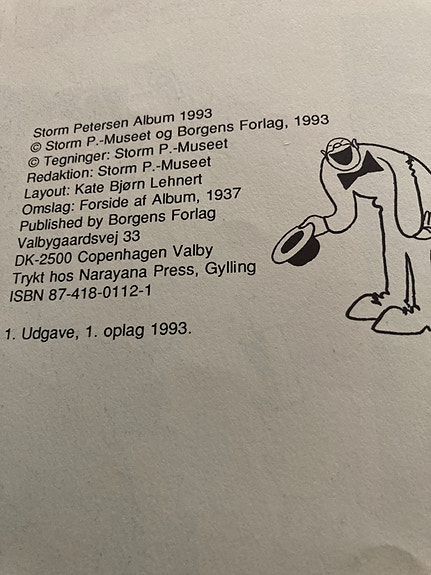 Storm Petersen Album 1993
© Storm P.-Museet og Borgens Forlag, 1993
© Tegninger: Storm P.-Museet
Redaktion: Storm P.-Museet
Layout: Kate Bjørn Lehnert
Omslag: Forside af Album, 1937
Published by Borgens Forlag
Valbygaardsvej 33
DK-2500 Copenhagen Valby
Trykt hos Narayana Press, Gylling
ISBN 87-418-0112-1
1. Udgave, 1. oplag 1993.